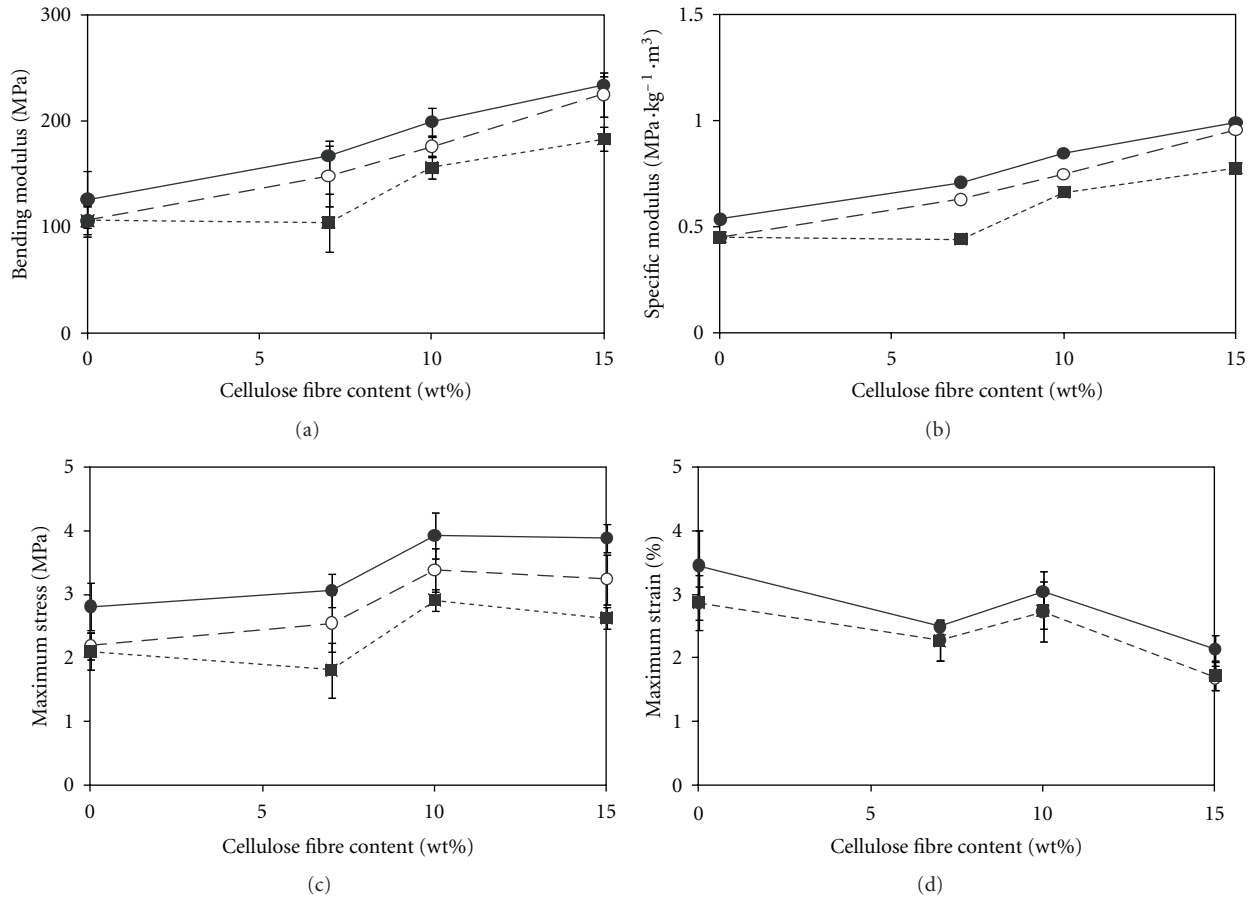 300
200
100
0
Bending modulus (MPa)
0 5 10 15
Cellulose fibre content (wt%)
(a)
1.5
1
0.5
0
Specific modulus (MPa·kg⁻¹·m³)
0 5 10 15
Cellulose fibre content (wt%)
(b)
5
4
3
2
1
0
Maximum stress (MPa)
0 5 10 15
Cellulose fibre content (wt%)
(c)
5
4
3
2
1
0
Maximum strain (%)
0 5 10 15
Cellulose fibre content (wt%)
(d)